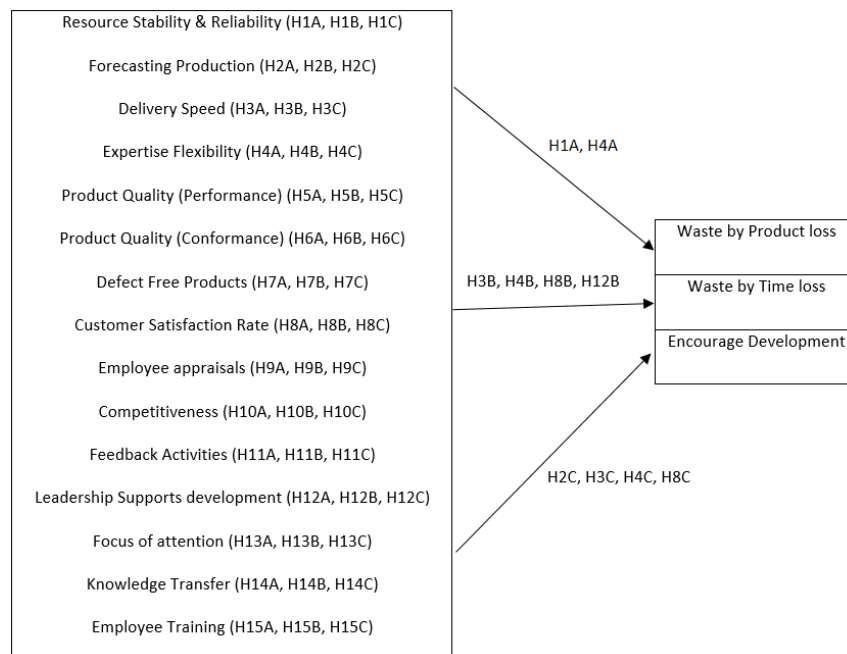 Resource Stability & Reliability (H1A, H1B, H1C)
Forecasting Production (H2A, H2B, H2C)
Delivery Speed (H3A, H3B, H3C)
Expertise Flexibility (H4A, H4B, H4C)
Product Quality (Performance) (H5A, H5B, H5C)
Product Quality (Conformance) (H6A, H6B, H6C)
Defect Free Products (H7A, H7B, H7C)
Customer Satisfaction Rate (H8A, H8B, H8C)
Employee appraisals (H9A, H9B, H9C)
Competitiveness (H10A, H10B, H10C)
Feedback Activities (H11A, H11B, H11C)
Leadership Supports development (H12A, H12B, H12C)
Focus of attention (H13A, H13B, H13C)
Knowledge Transfer (H14A, H14B, H14C)
Employee Training (H15A, H15B, H15C)
H1A, H4A
H3B, H4B, H8B, H12B
H2C, H3C, H4C, H8C
Waste by Product loss
Waste by Time loss
Encourage Development